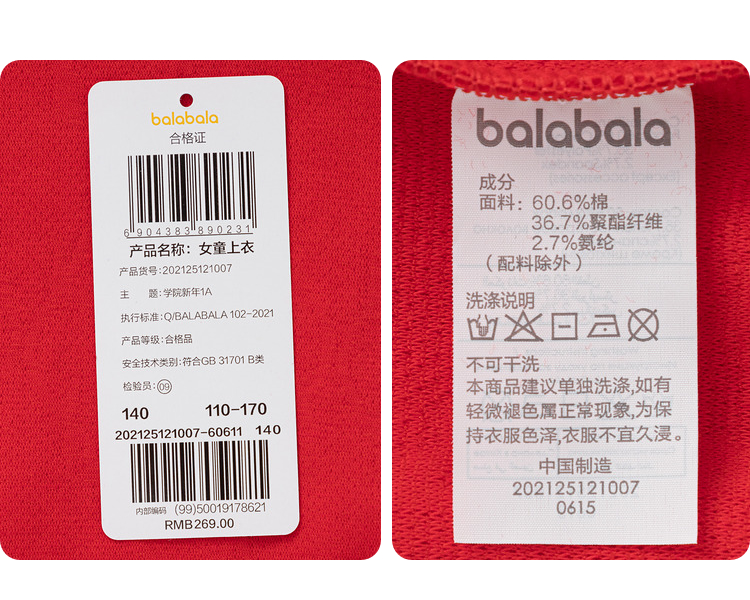 balabala
合格证
6 904383 890231
产品名称：女童上衣
产品货号：202125121007
主 题：学院新年1A
执行标准：Q/BALABALA 102-2021
产品等级：合格品
安全技术类别：符合GB 31701 B类
检验员：09
140 110-170
202125121007-60611 140
内部编码 (99)50019178621
RMB269.00
balabala
成分
面料：60.6%棉
36.7%聚酯纤维
2.7%氨纶
（配料除外）
洗涤说明
不可干洗
本商品建议单独洗涤,如有
轻微褪色属正常现象,为保
持衣服色泽,衣服不宜久浸。
中国制造
202125121007
0615